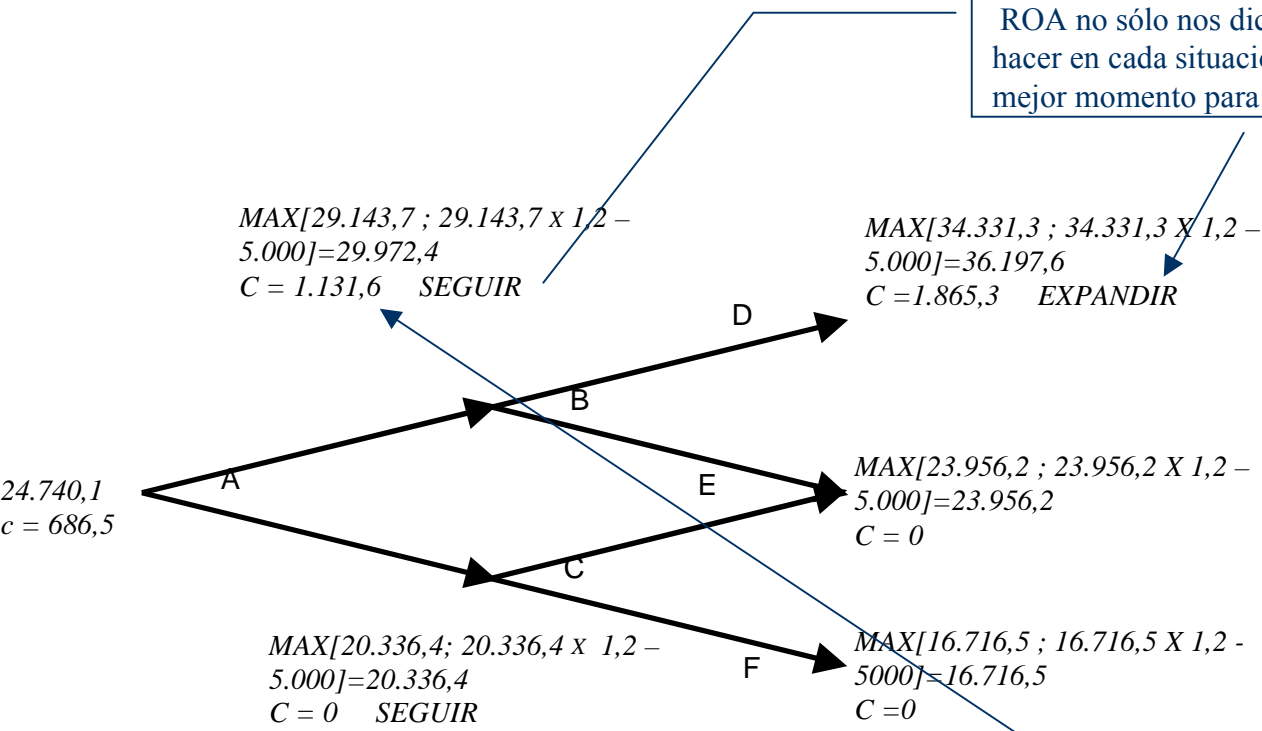 ROA no sólo nos dic
hacer en cada situaci
mejor momento para
MAX[29.143,7 ; 29.143,7 x 1,2 –
5.000]=29.972,4
C = 1.131,6 SEGUIR
MAX[34.331,3 ; 34.331,3 X 1,2 –
5.000]=36.197,6
C =1.865,3 EXPANDIR
D
B
A
24.740,1
c = 686,5
E
MAX[23.956,2 ; 23.956,2 X 1,2 –
5.000]=23.956,2
C = 0
C
MAX[20.336,4; 20.336,4 x 1,2 –
5.000]=20.336,4
C = 0 SEGUIR
F
MAX[16.716,5 ; 16.716,5 X 1,2 -
5000]=16.716,5
C =0